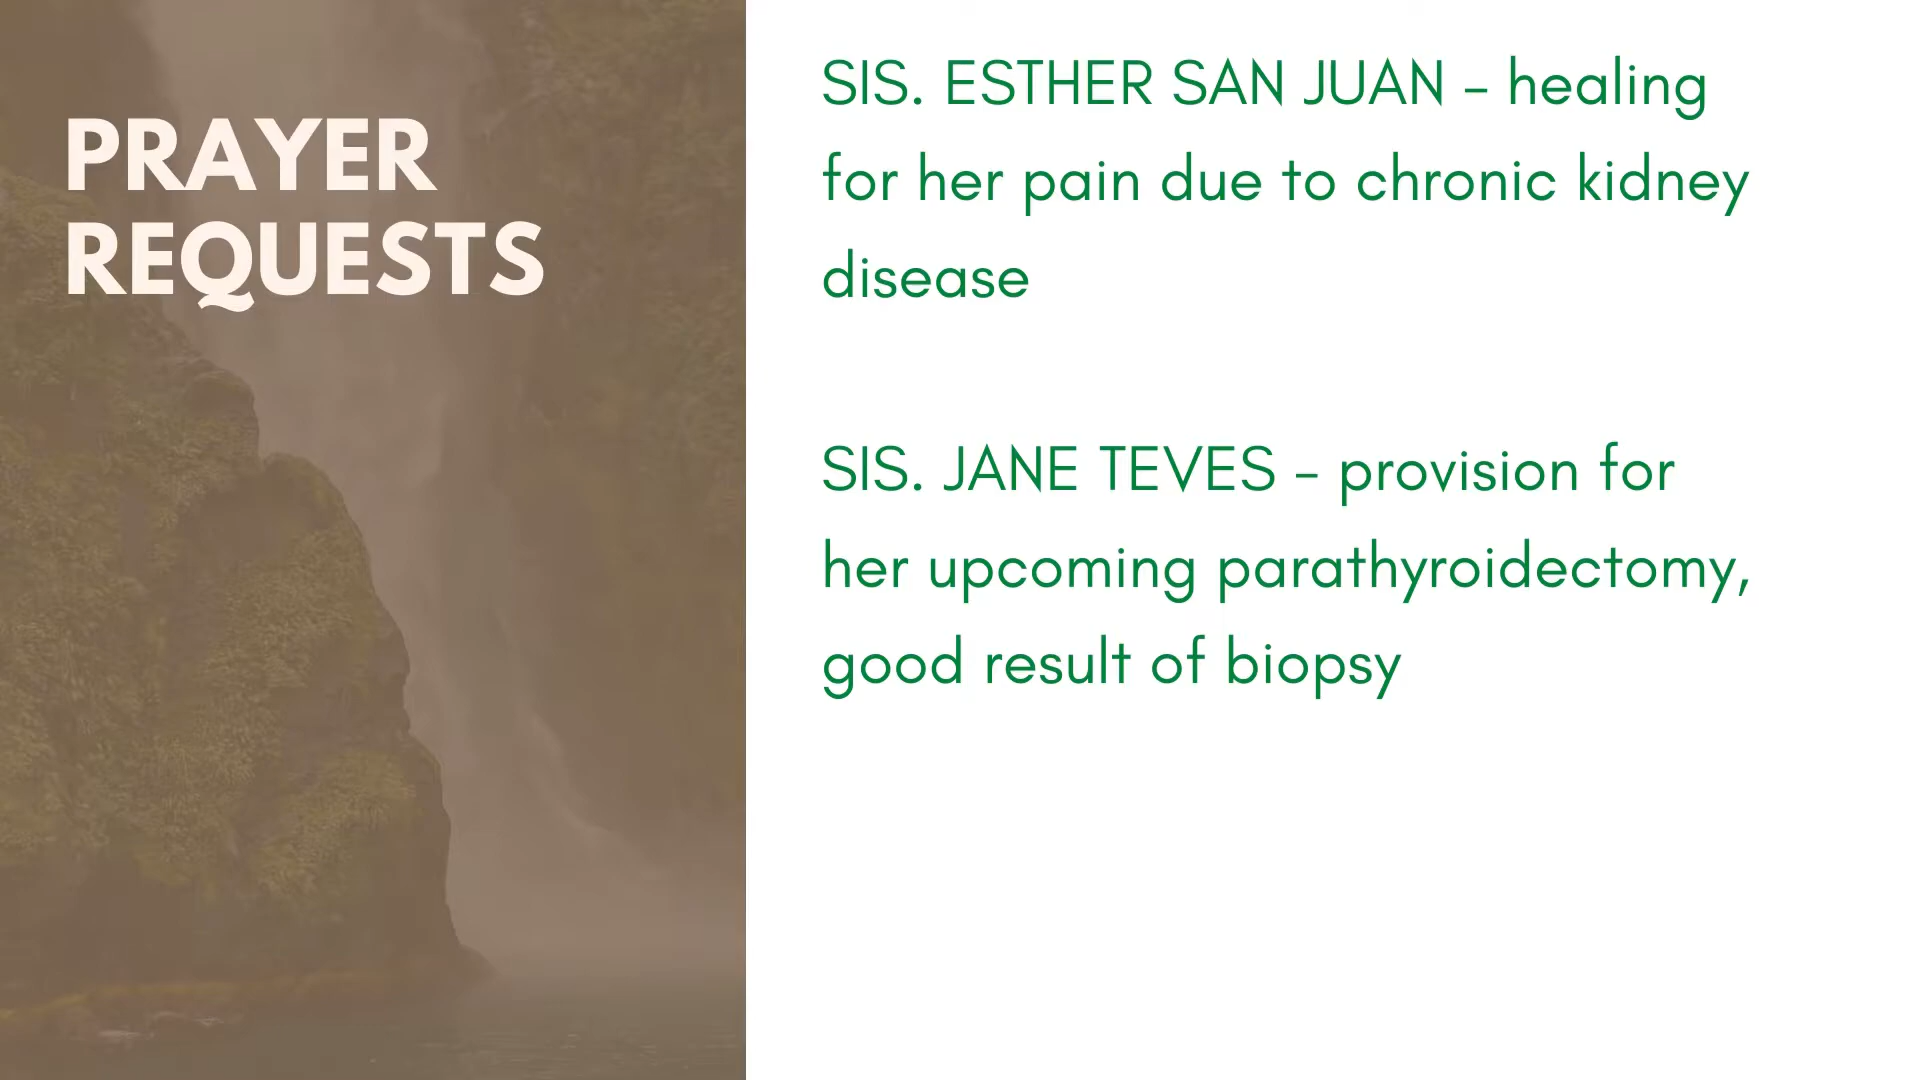 PRAYER
REQUESTS
SIS. ESTHER SAN JUAN – healing
for her pain due to chronic kidney
disease
SIS. JANE TEVES – provision for
her upcoming parathyroidectomy,
good result of biopsy